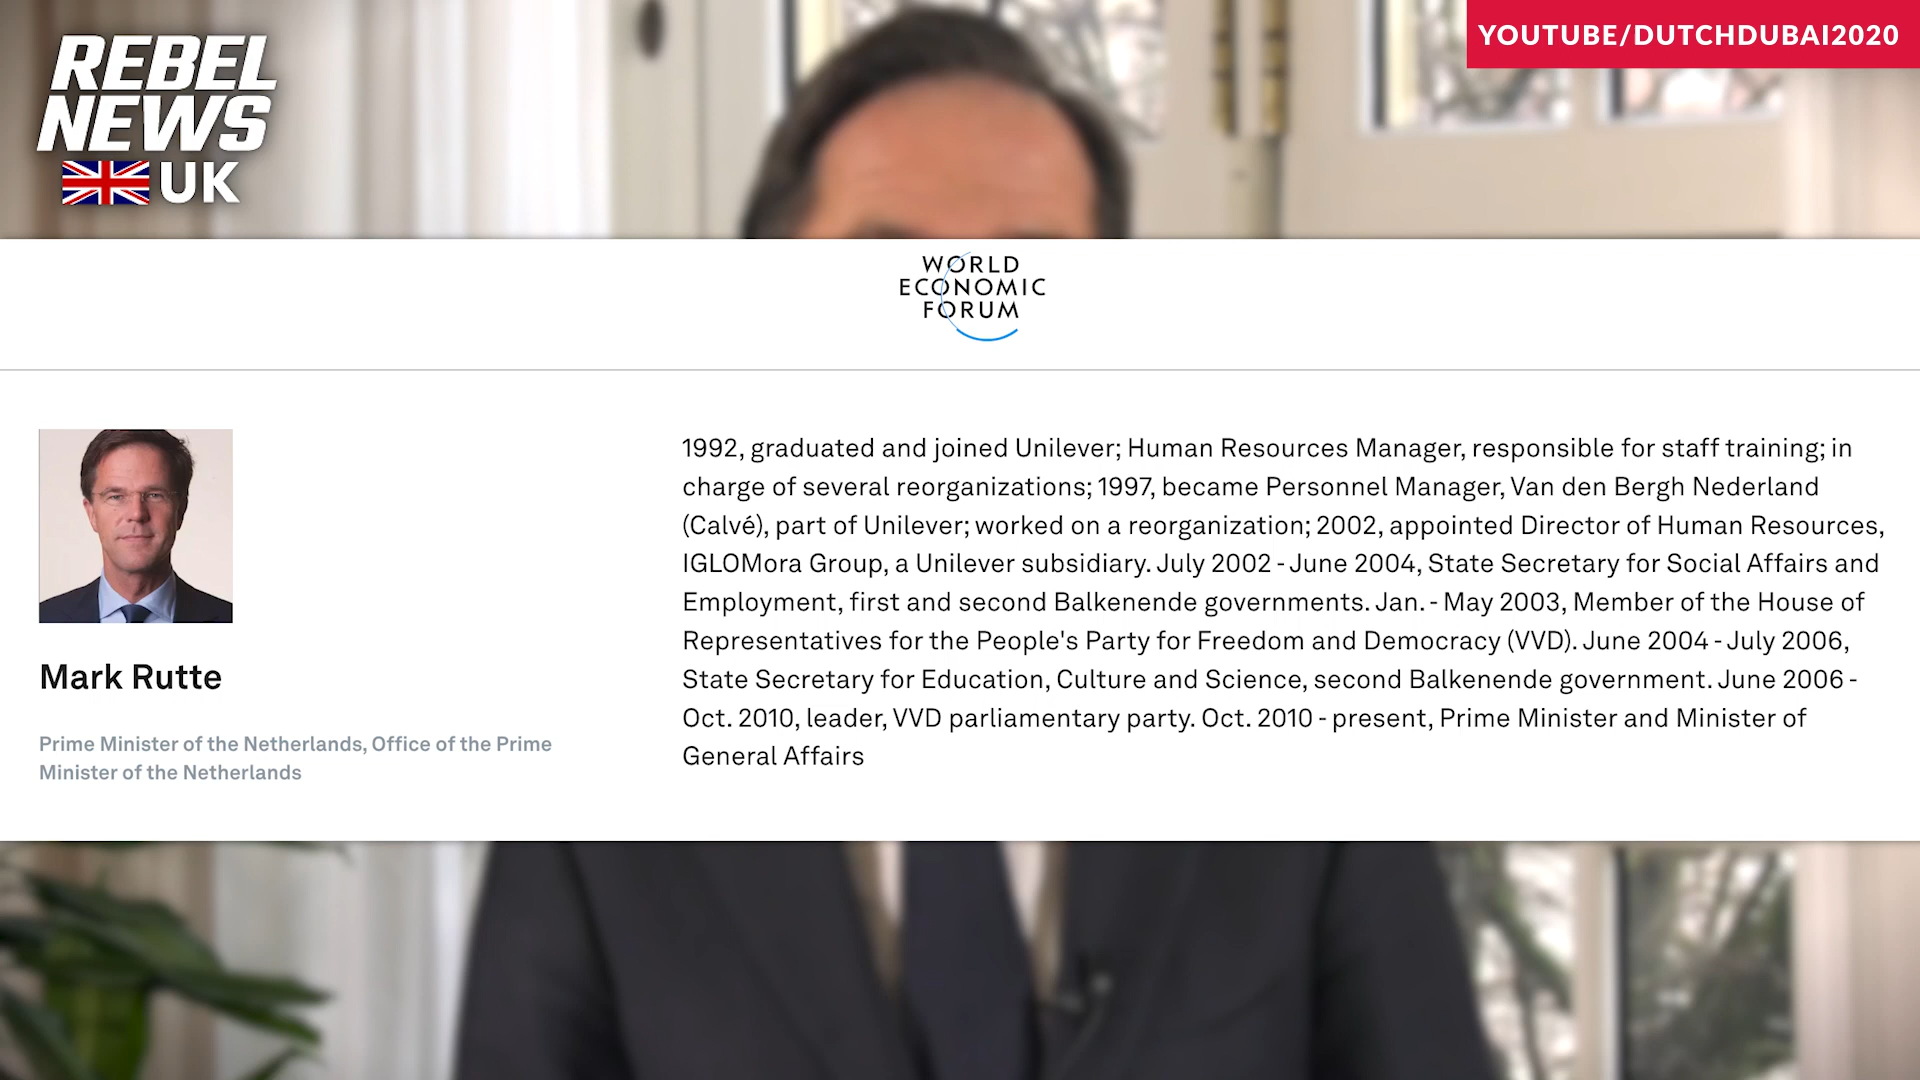 REBEL
NEWS
UK
YOUTUBE/DUTCHDUBAI2020
WORLD
ECONOMIC
FORUM
Mark Rutte
Prime Minister of the Netherlands, Office of the Prime
Minister of the Netherlands
1992, graduated and joined Unilever; Human Resources Manager, responsible for staff training; in
charge of several reorganizations; 1997, became Personnel Manager, Van den Bergh Nederland
(Calvé), part of Unilever; worked on a reorganization; 2002, appointed Director of Human Resources,
IGLOMora Group, a Unilever subsidiary. July 2002 - June 2004, State Secretary for Social Affairs and
Employment, first and second Balkenende governments. Jan. - May 2003, Member of the House of
Representatives for the People's Party for Freedom and Democracy (VVD). June 2004 - July 2006,
State Secretary for Education, Culture and Science, second Balkenende government. June 2006 -
Oct. 2010, leader, VVD parliamentary party. Oct. 2010 - present, Prime Minister and Minister of
General Affairs